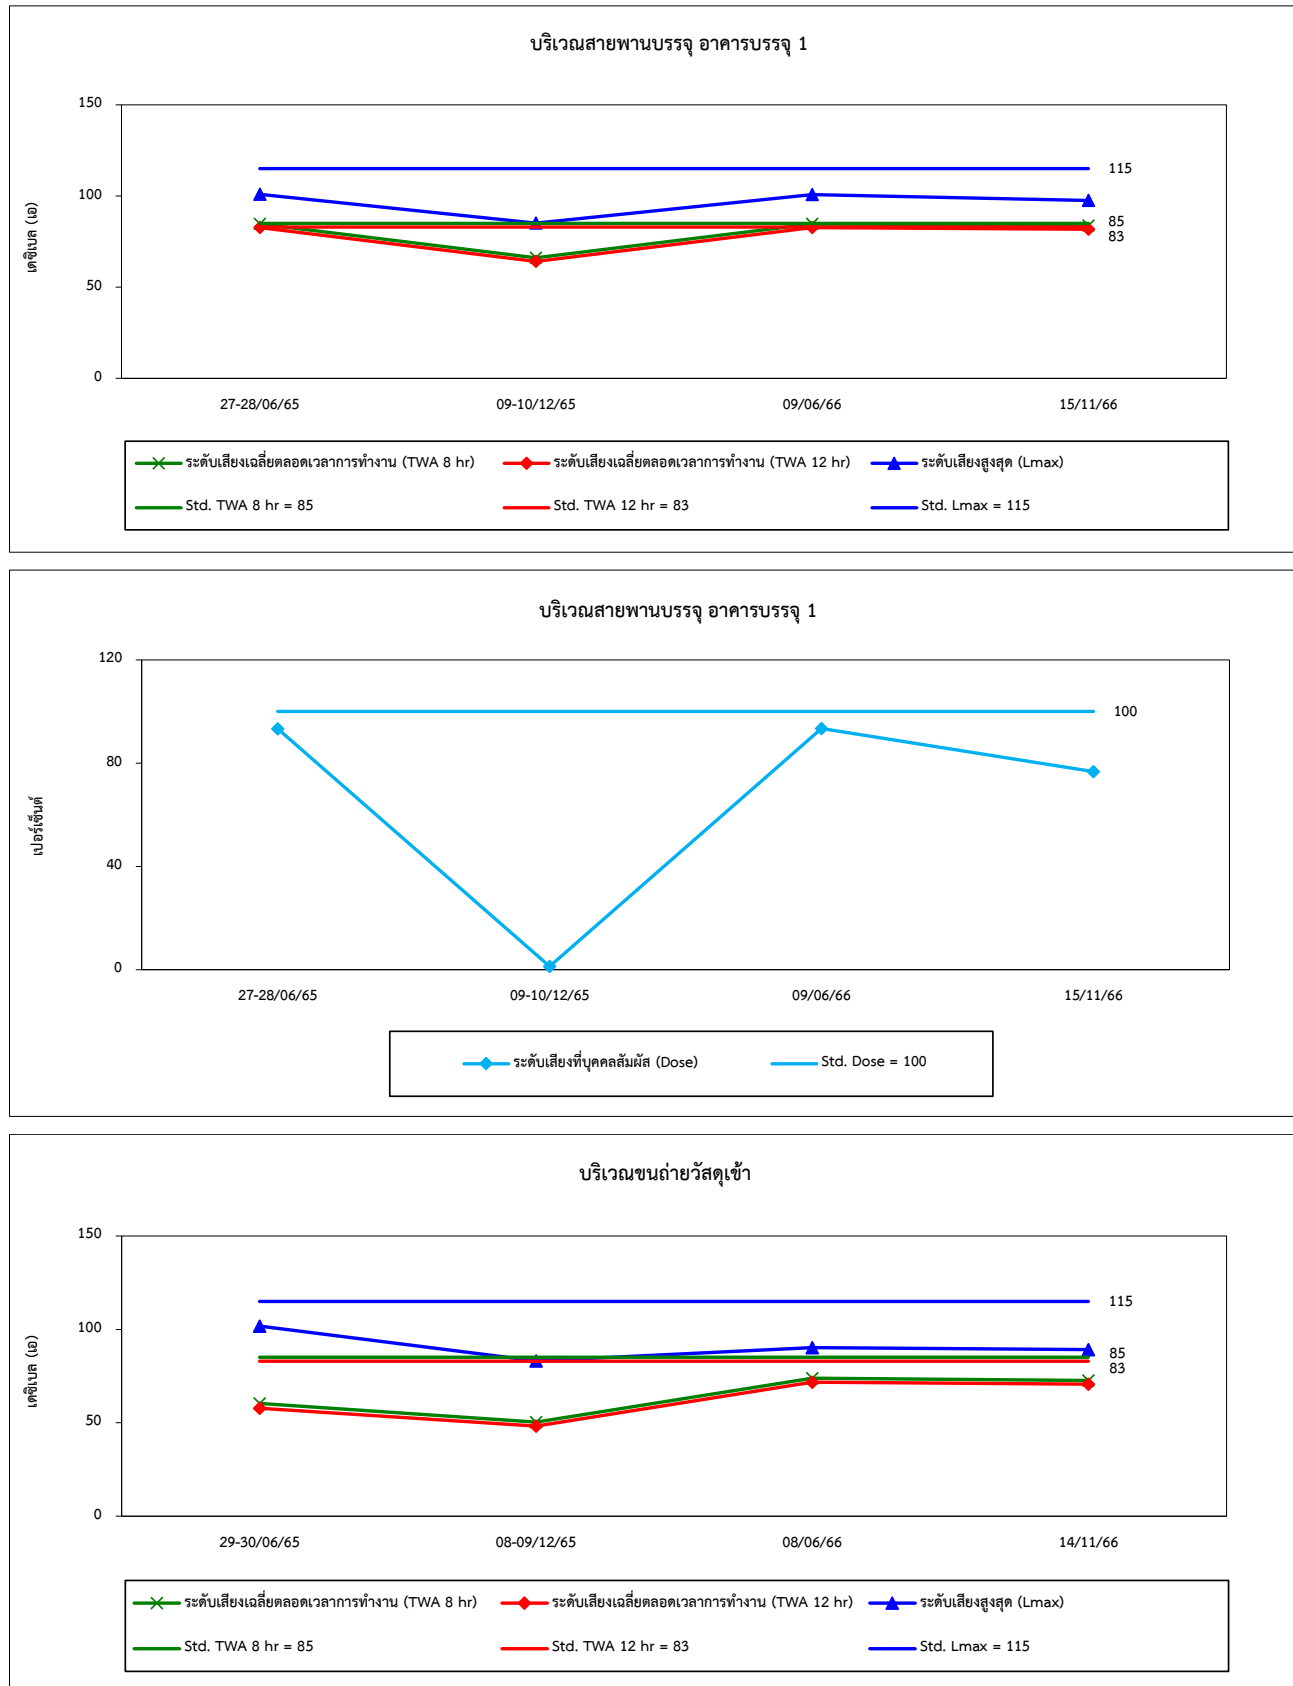 บริเวณสายพานบรรจุ อาคารบรรจุ 1
150
100
50
0
เดซิเบล (เอ)
115
85
83
27-28/06/65 09-10/12/65 09/06/66 15/11/66
ระดับเสียงเฉลี่ยตลอดเวลาการทำงาน (TWA 8 hr) ระดับเสียงเฉลี่ยตลอดเวลาการทำงาน (TWA 12 hr) ระดับเสียงสูงสุด (Lmax)
Std. TWA 8 hr = 85 Std. TWA 12 hr = 83 Std. Lmax = 115
บริเวณสายพานบรรจุ อาคารบรรจุ 1
120
80
40
0
เปอร์เซ็นต์
100
27-28/06/65 09-10/12/65 09/06/66 15/11/66
ระดับเสียงที่บุคคลสัมผัส (Dose) Std. Dose = 100
บริเวณขนถ่ายวัสดุเข้า
150
100
50
0
เดซิเบล (เอ)
115
85
83
29-30/06/65 08-09/12/65 08/06/66 14/11/66
ระดับเสียงเฉลี่ยตลอดเวลาการทำงาน (TWA 8 hr) ระดับเสียงเฉลี่ยตลอดเวลาการทำงาน (TWA 12 hr) ระดับเสียงสูงสุด (Lmax)
Std. TWA 8 hr = 85 Std. TWA 12 hr = 83 Std. Lmax = 115